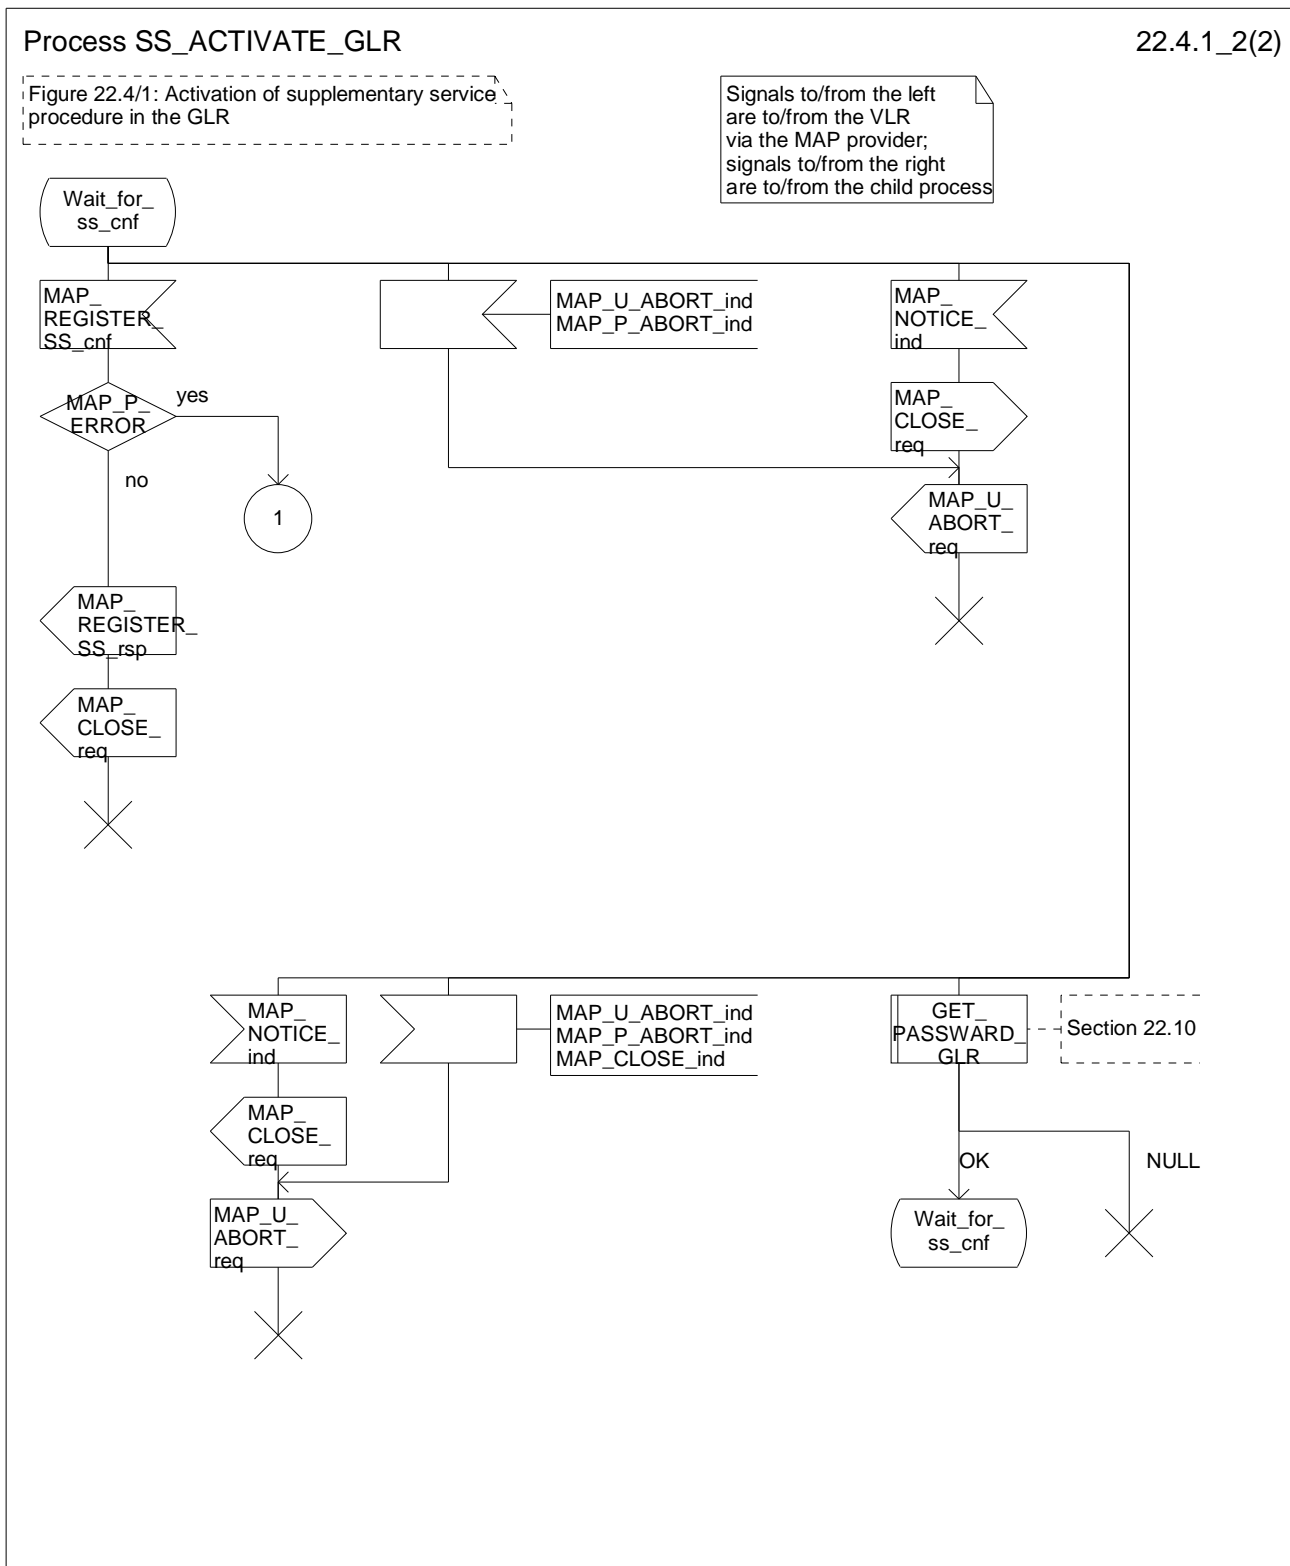 Process SS_ACTIVATE_GLR
22.4.1_2(2)
Figure 22.4/1: Activation of supplementary service
procedure in the GLR
Signals to/from the left
are to/from the VLR
via the MAP provider;
signals to/from the right
are to/from the child process
Wait_for_
ss_cnf
MAP_
REGISTER_
SS_cnf
MAP_U_ABORT_ind
MAP_P_ABORT_ind
MAP_
NOTICE_
ind
MAP_P_
ERROR
yes
no
1
MAP_
CLOSE_
req
MAP_U_
ABORT_
req
MAP_
REGISTER_
SS_rsp
MAP_
CLOSE_
req
MAP_
NOTICE_
ind
MAP_U_ABORT_ind
MAP_P_ABORT_ind
MAP_CLOSE_ind
GET_
PASSWARD_
GLR
Section 22.10
MAP_
CLOSE_
req
OK
NULL
MAP_U_
ABORT_
req
Wait_for_
ss_cnf